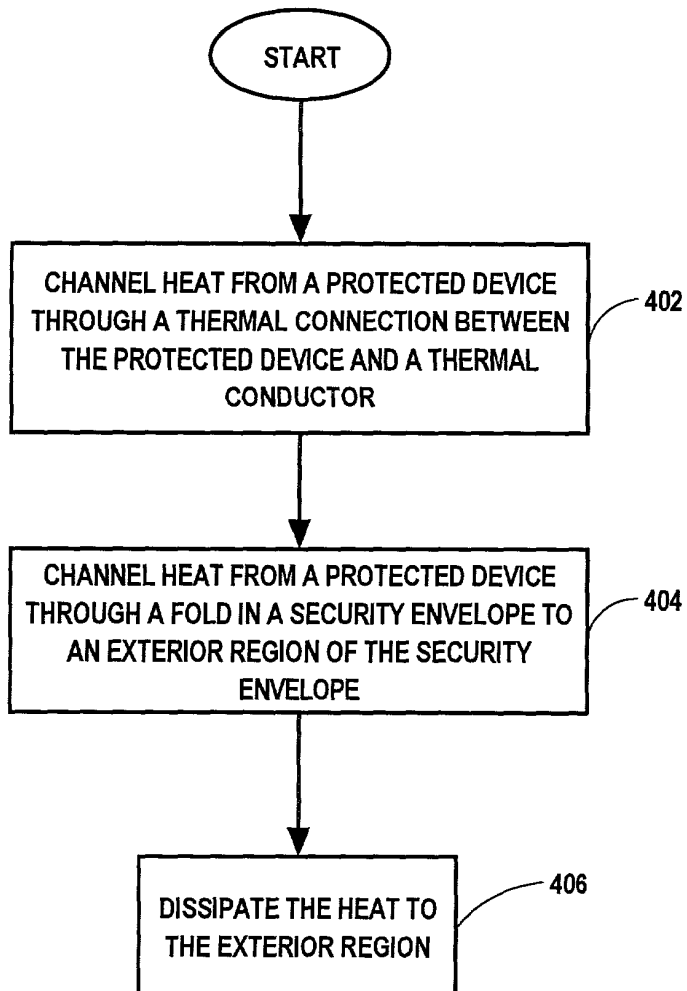 START
CHANNEL HEAT FROM A PROTECTED DEVICE
THROUGH A THERMAL CONNECTION BETWEEN
THE PROTECTED DEVICE AND A THERMAL
CONDUCTOR
402
CHANNEL HEAT FROM A PROTECTED DEVICE
THROUGH A FOLD IN A SECURITY ENVELOPE TO
AN EXTERIOR REGION OF THE SECURITY
ENVELOPE
404
DISSIPATE THE HEAT TO
THE EXTERIOR REGION
406